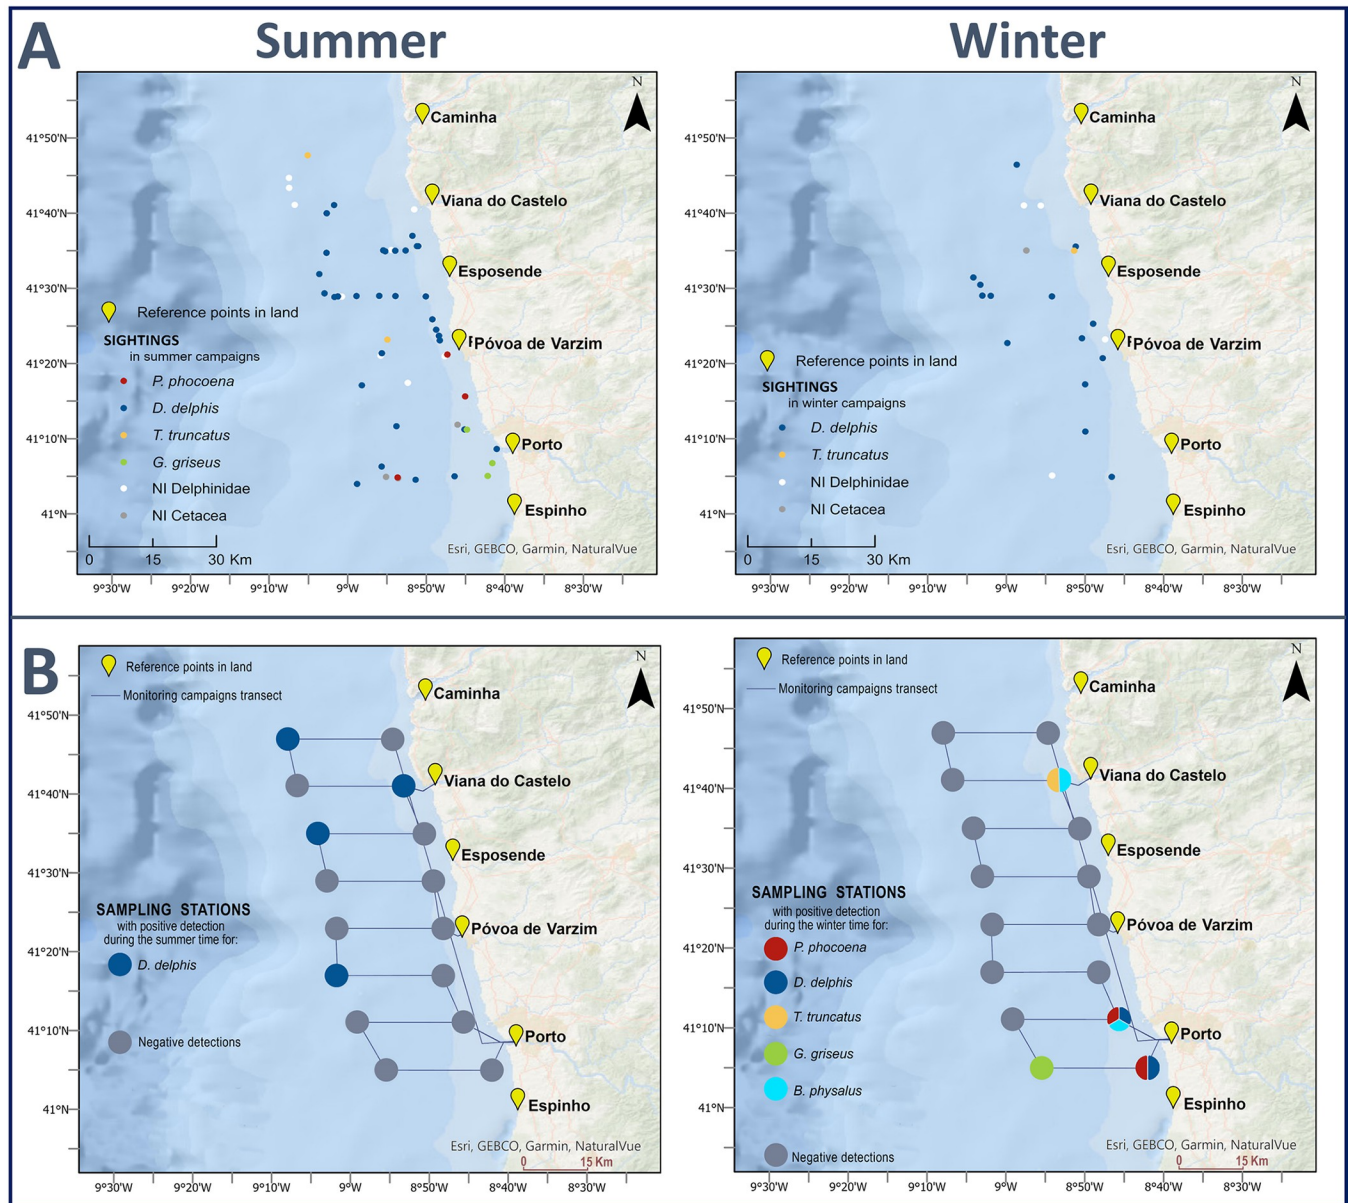 A
Summer
Winter
N
Caminha
41°50'N
Viana do Castelo
41°40'N
Esposende
41°30'N
Reference points in land
SIGHTINGS
in summer campaigns
Póvoa de Varzim
41°20'N
P. phocoena
D. delphis
T. truncatus
41°10'N
Porto
G. griseus
NI Delphinidae
NI Cetacea
41°N
Espinho
0 15 30 Km
Esri, GEBCO, Garmin, NaturalVue
9°30'W 9°20'W 9°10'W 9°W 8°50'W 8°40'W 8°30'W
N
Caminha
41°50'N
Viana do Castelo
41°40'N
Esposende
41°30'N
Póvoa de Varzim
41°20'N
Reference points in land
SIGHTINGS
in winter campaigns
D. delphis
41°10'N
Porto
T. truncatus
NI Delphinidae
NI Cetacea
41°N
Espinho
0 15 30 Km
Esri, GEBCO, Garmin, NaturalVue
9°30'W 9°20'W 9°10'W 9°W 8°50'W 8°40'W 8°30'W
B
Reference points in land
Monitoring campaigns transect
N
Caminha
41°50'N
Viana do Castelo
41°40'N
Esposende
41°30'N
SAMPLING STATIONS
with positive detection
during the summer time for:
Póvoa de Varzim
41°20'N
D. delphis
41°10'N
Negative detections
Porto
41°N
Espinho
Esri, GEBCO, Garmin, NaturalVue
0 15 Km
9°30'W 9°20'W 9°10'W 9°W 8°50'W 8°40'W 8°30'W
Reference points in land
Monitoring campaigns transect
N
Caminha
41°50'N
Viana do Castelo
41°40'N
Esposende
41°30'N
SAMPLING STATIONS
with positive detection
during the winter time for:
Póvoa de Varzim
41°20'N
P. phocoena
D. delphis
T. truncatus
41°10'N
Porto
G. griseus
B. physalus
41°N
Espinho
Negative detections
Esri, GEBCO, Garmin, NaturalVue
0 15 Km
9°30'W 9°20'W 9°10'W 9°W 8°50'W 8°40'W 8°30'W